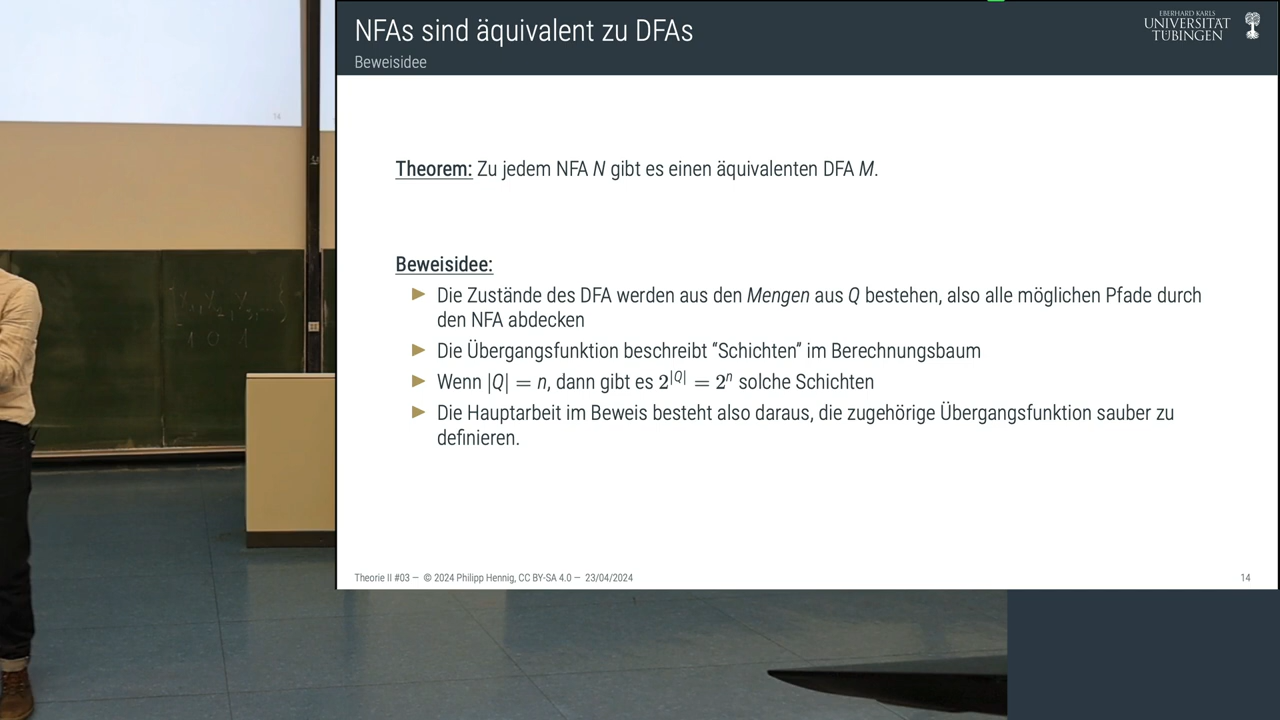 NFAs sind äquivalent zu DFAs
Beweisidee
EBERHARD KARLS
UNIVERSITÄT
TÜBINGEN
14
Theorem: Zu jedem NFA N gibt es einen äquivalenten DFA M.
Beweisidee:
Die Zustände des DFA werden aus den Mengen aus Q bestehen, also alle möglichen Pfade durch
den NFA abdecken
Die Übergangsfunktion beschreibt “Schichten” im Berechnungsbaum
Wenn |Q| = n, dann gibt es 2^{|Q|} = 2^n solche Schichten
Die Hauptarbeit im Beweis besteht also daraus, die zugehörige Übergangsfunktion sauber zu
definieren.
1 0 1
Theorie II #03 — © 2024 Philipp Hennig, CC BY-SA 4.0 — 23/04/2024
14